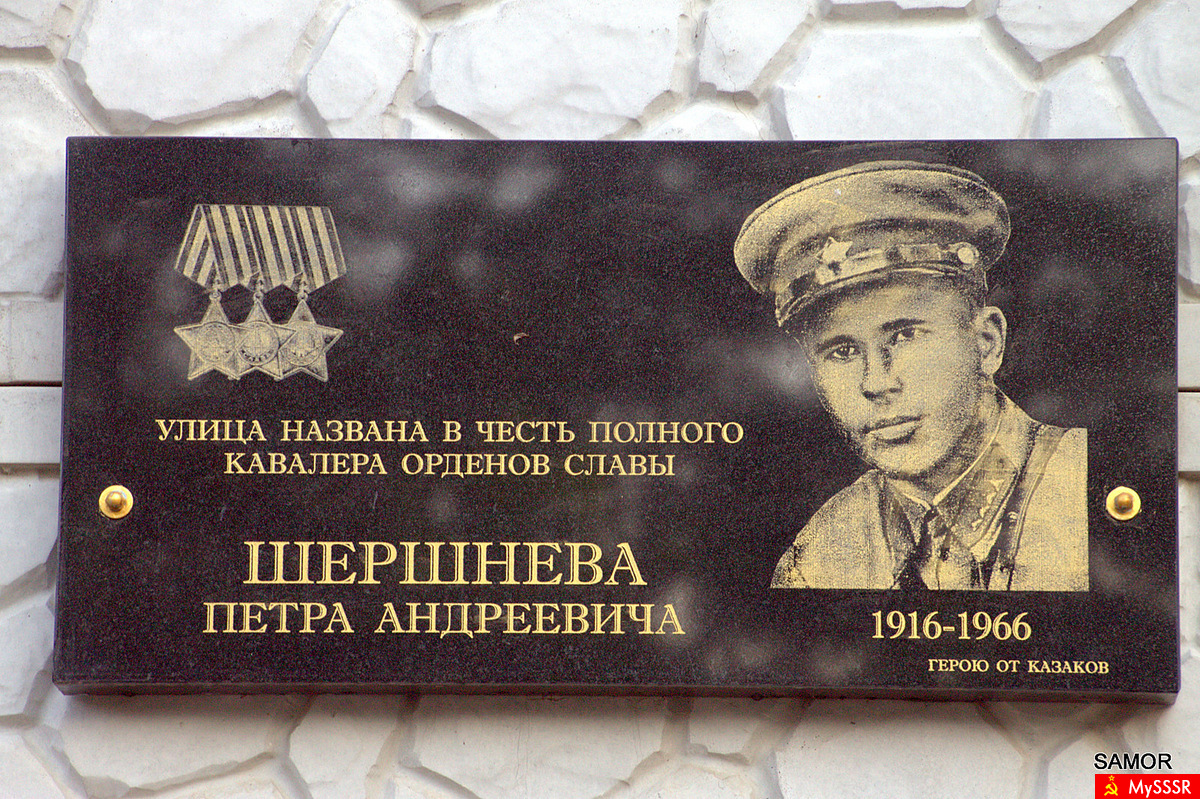 УЛИЦА НАЗВАНА В ЧЕСТЬ ПОЛНОГО
КАВАЛЕРА ОРДЕНОВ СЛАВЫ
ШЕРШНЕВА
ПЕТРА АНДРЕЕВИЧА
1916-1966
ГЕРОЮ ОТ КАЗАКОВ
SAMOR
MySSSR